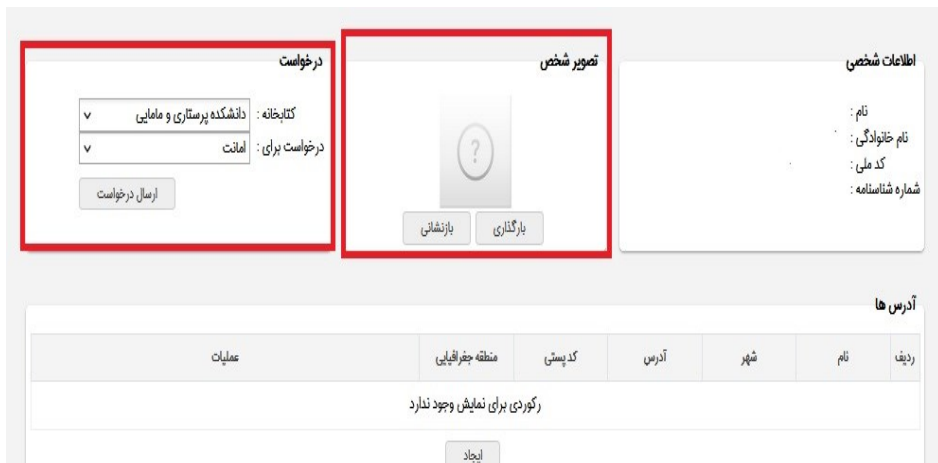 اطلاعات شخصی
نام :
نام خانوادگی :
کد ملی :
شماره شناسنامه :
تصویر شخص
?
بارگذاری
بازنشانی
درخواست
کتابخانه : دانشکده پرستاری و مامایی
درخواست برای : امانت
ارسال درخواست
آدرس ها
ردیف نام شهر آدرس کد پستی منطقه جغرافیایی عملیات
رکوردی برای نمایش وجود ندارد
ایجاد